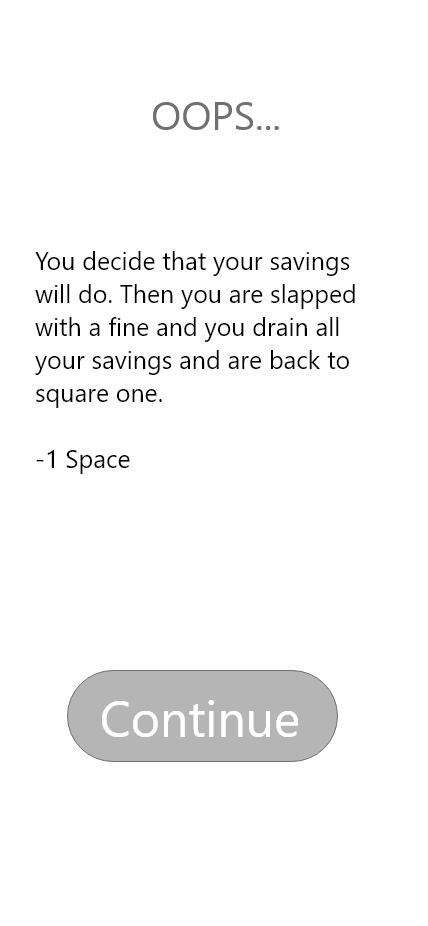 OOPS...
You decide that your savings
will do. Then you are slapped
with a fine and you drain all
your savings and are back to
square one.
-1 Space
Continue